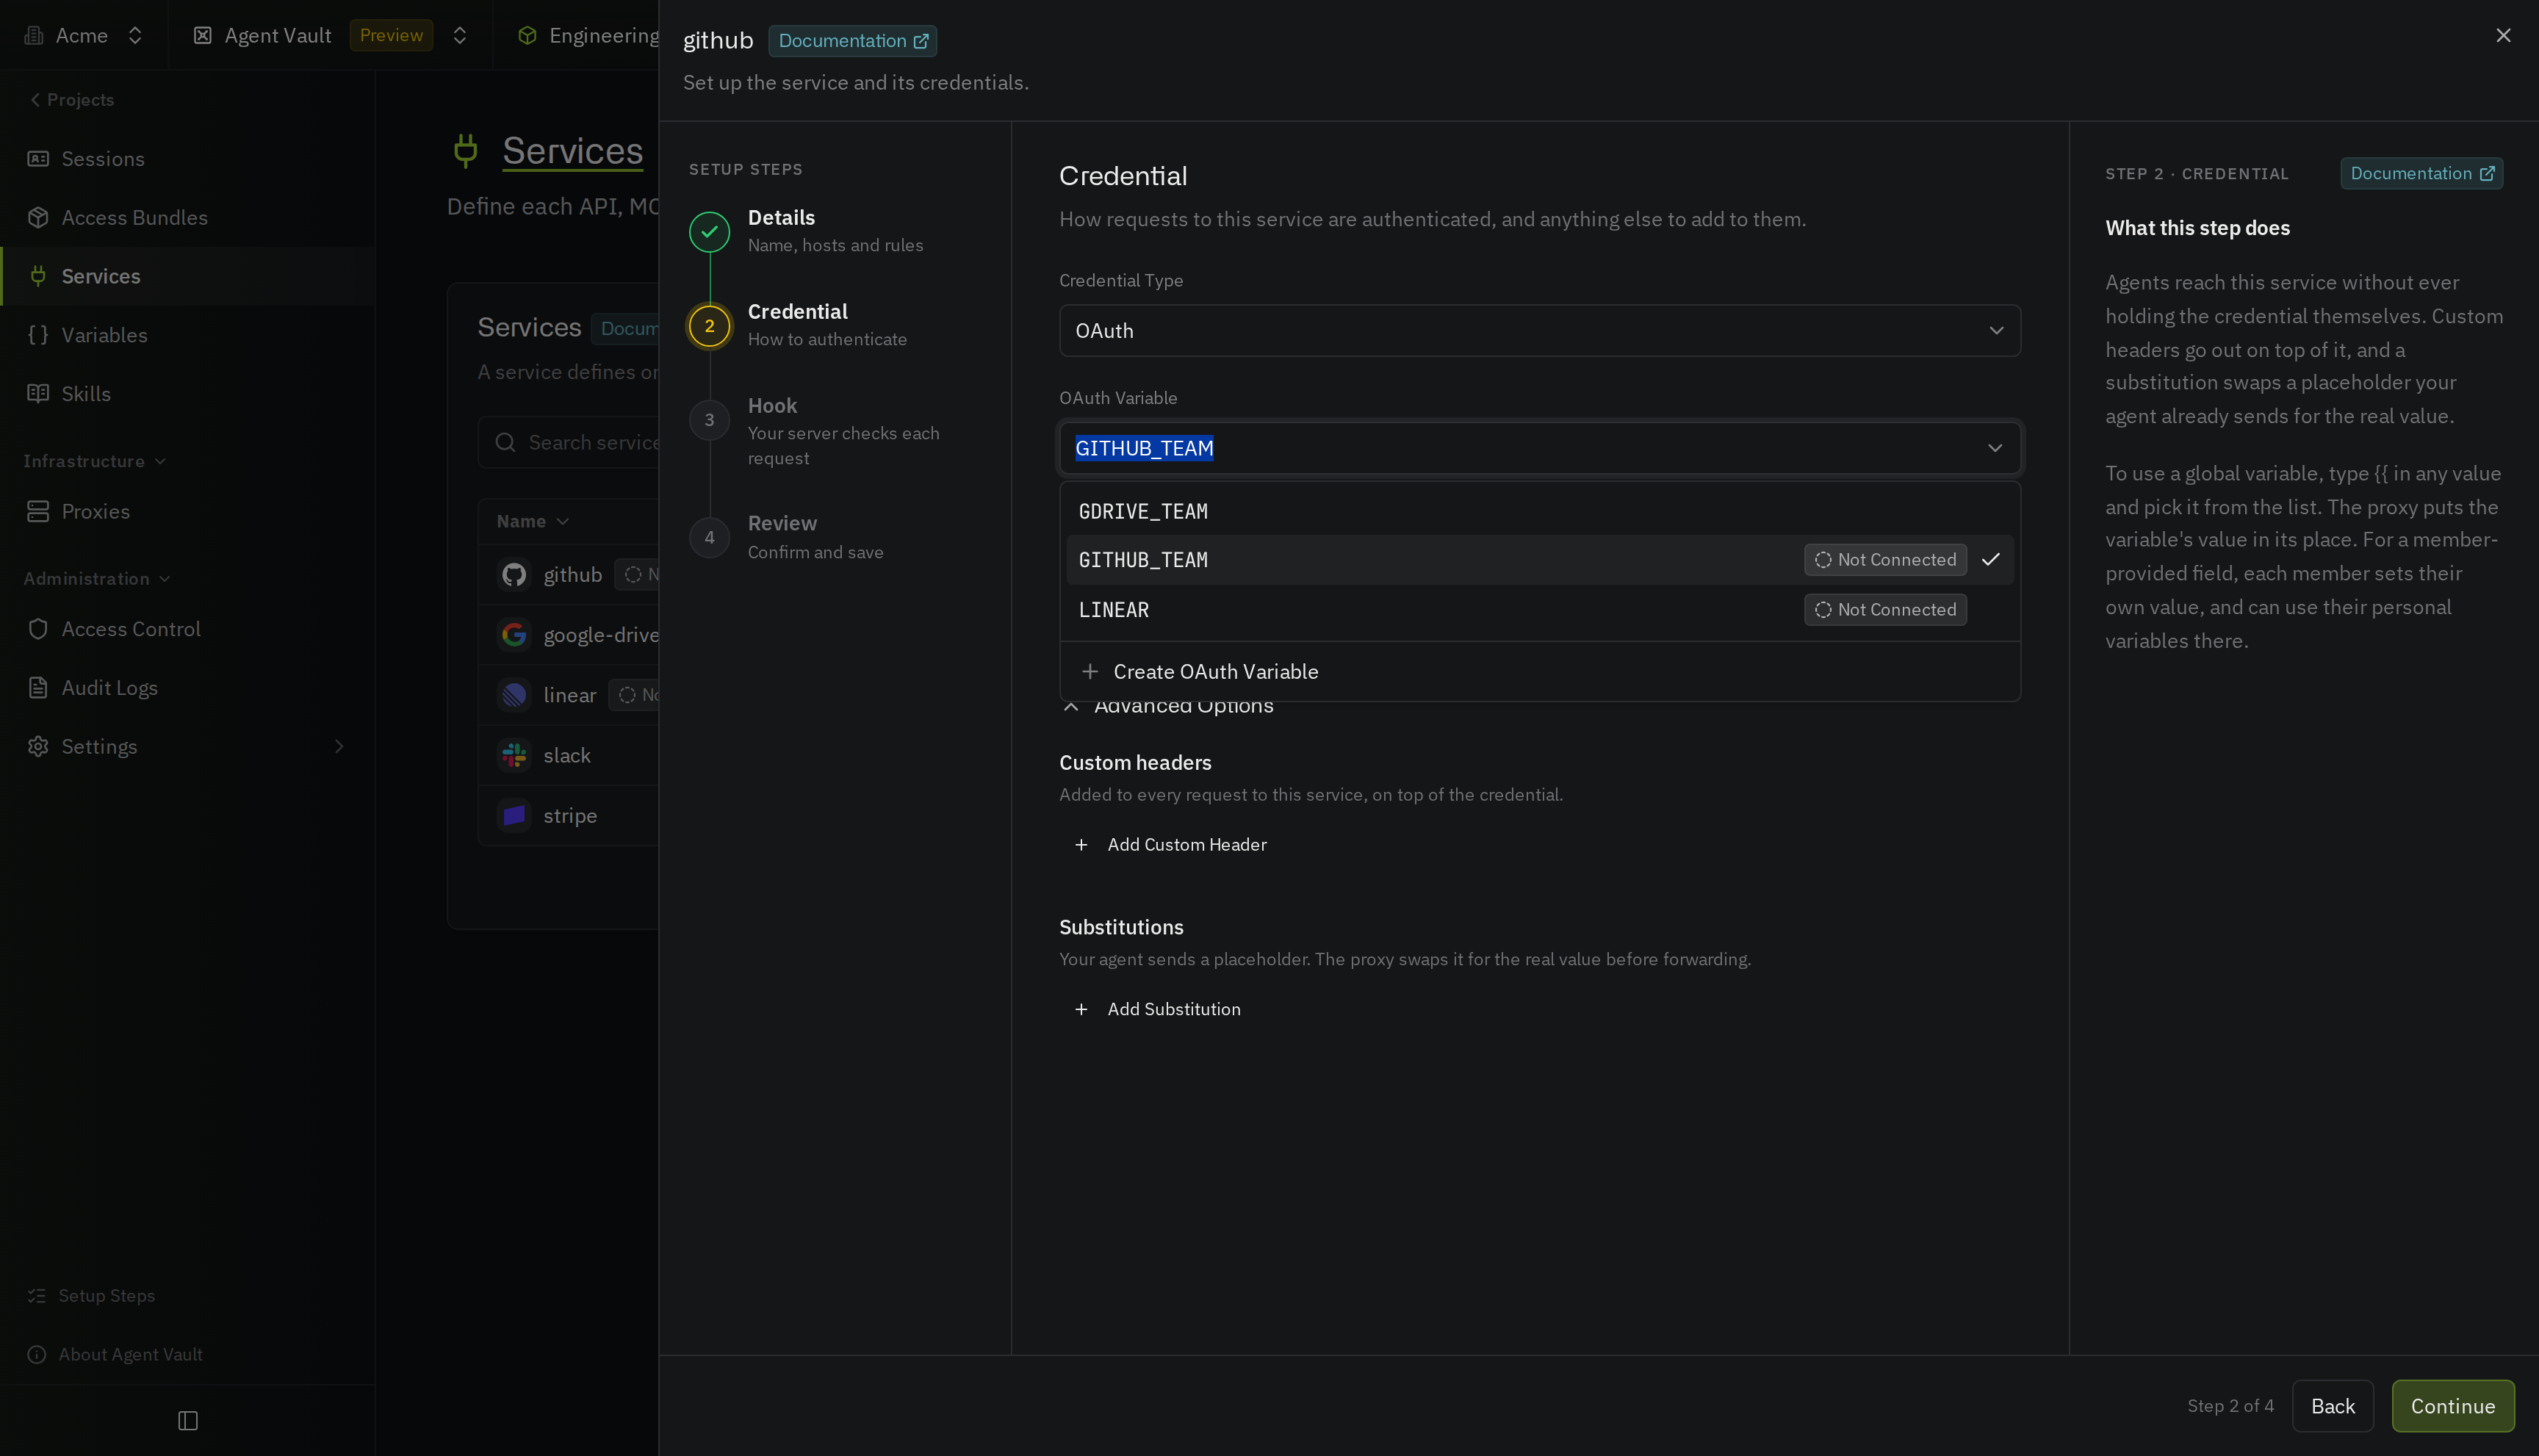 Acme
Agent Vault
Preview
Engineering
Projects
Sessions
Access Bundles
Services
Variables
Skills
Infrastructure
Proxies
Administration
Access Control
Audit Logs
Settings
Setup Steps
About Agent Vault
Services
Define each API, MC
Services
Docum
A service defines or
Search service
Name
github
N
google-drive
linear
No
slack
stripe
github
Documentation
Set up the service and its credentials.
SETUP STEPS
Details
Name, hosts and rules
2
Credential
How to authenticate
3
Hook
Your server checks each
request
4
Review
Confirm and save
Credential
How requests to this service are authenticated, and anything else to add to them.
Credential Type
OAuth
OAuth Variable
GITHUB_TEAM
GDRIVE_TEAM
GITHUB_TEAM
Not Connected
LINEAR
Not Connected
Create OAuth Variable
Advanced Options
Custom headers
Added to every request to this service, on top of the credential.
Add Custom Header
Substitutions
Your agent sends a placeholder. The proxy swaps it for the real value before forwarding.
Add Substitution
STEP 2 · CREDENTIAL
Documentation
What this step does
Agents reach this service without ever
holding the credential themselves. Custom
headers go out on top of it, and a
substitution swaps a placeholder your
agent already sends for the real value.
To use a global variable, type {{ in any value
and pick it from the list. The proxy puts the
variable's value in its place. For a member-
provided field, each member sets their
own value, and can use their personal
variables there.
Step 2 of 4
Back
Continue